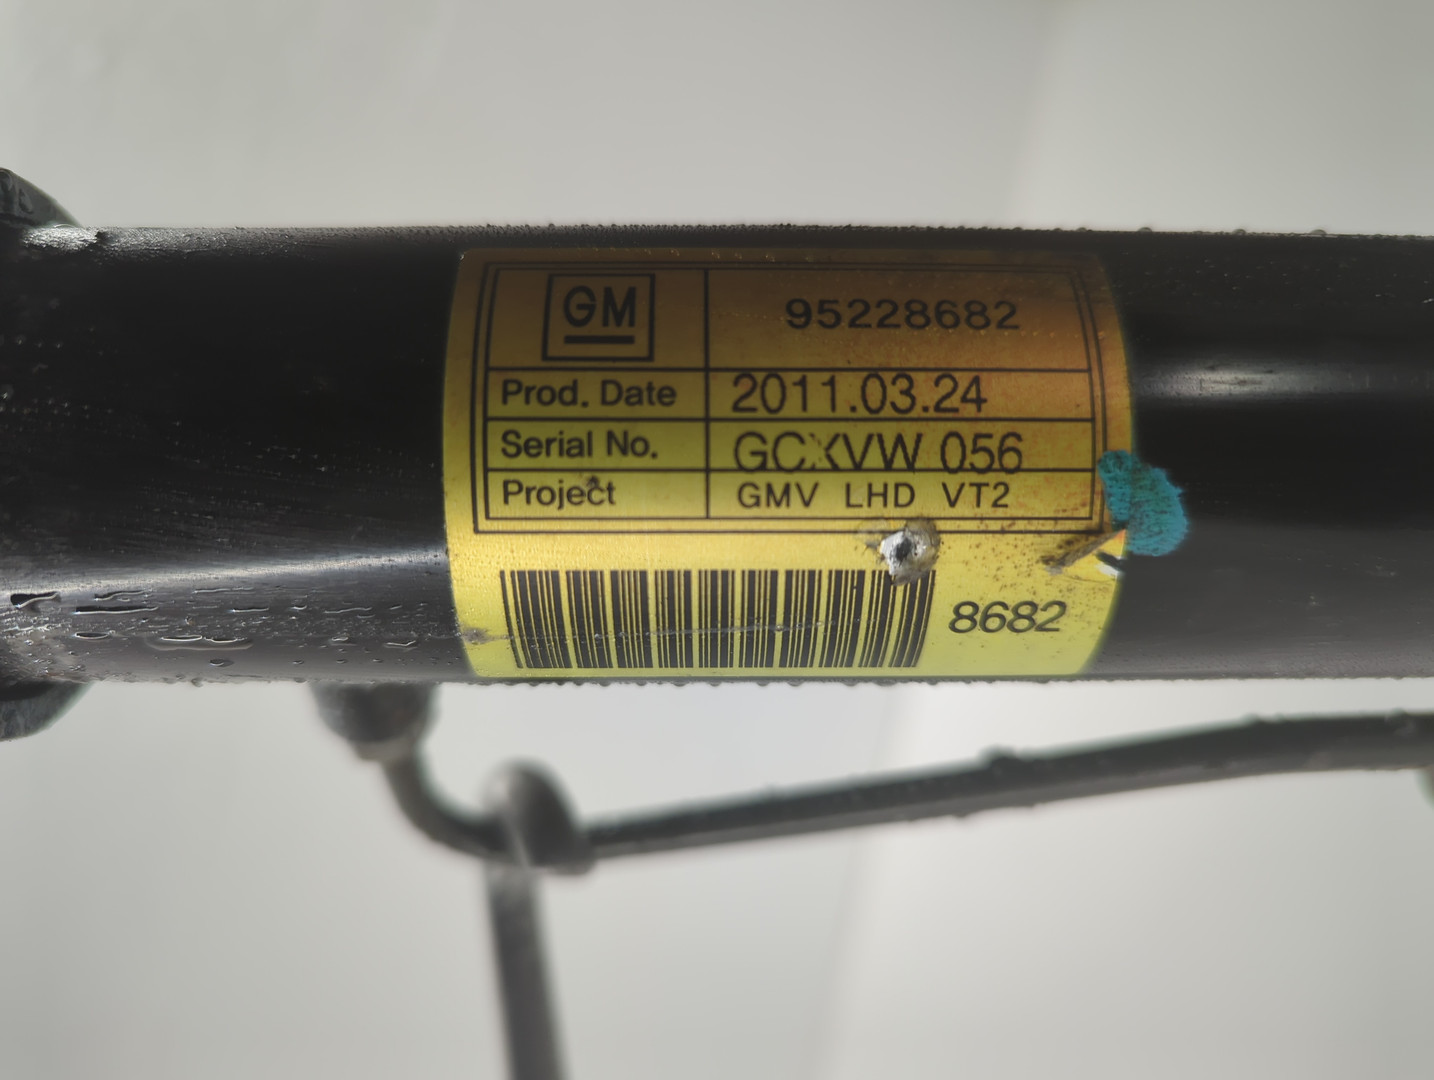 GM 95228682
Prod. Date 2011.03.24
Serial No. GCXVW 056
Project GMV LHD VT2
8682